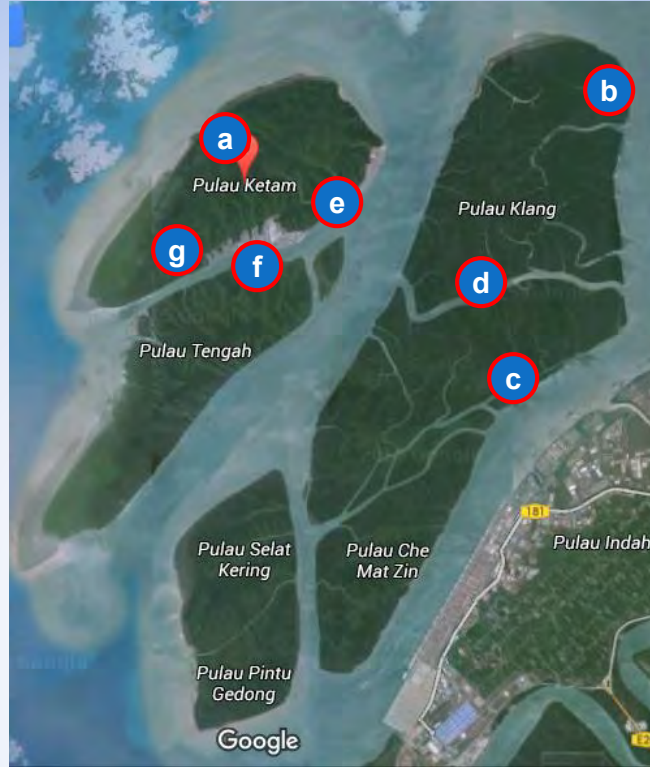 b
a
Pulau Ketam
e
Pulau Klang
g
f
d
Pulau Tengah
c
181
Pulau Selat
Kering
Pulau Che
Mat Zin
Pulau Indah
Pulau Pintu
Gedong
Google
E2